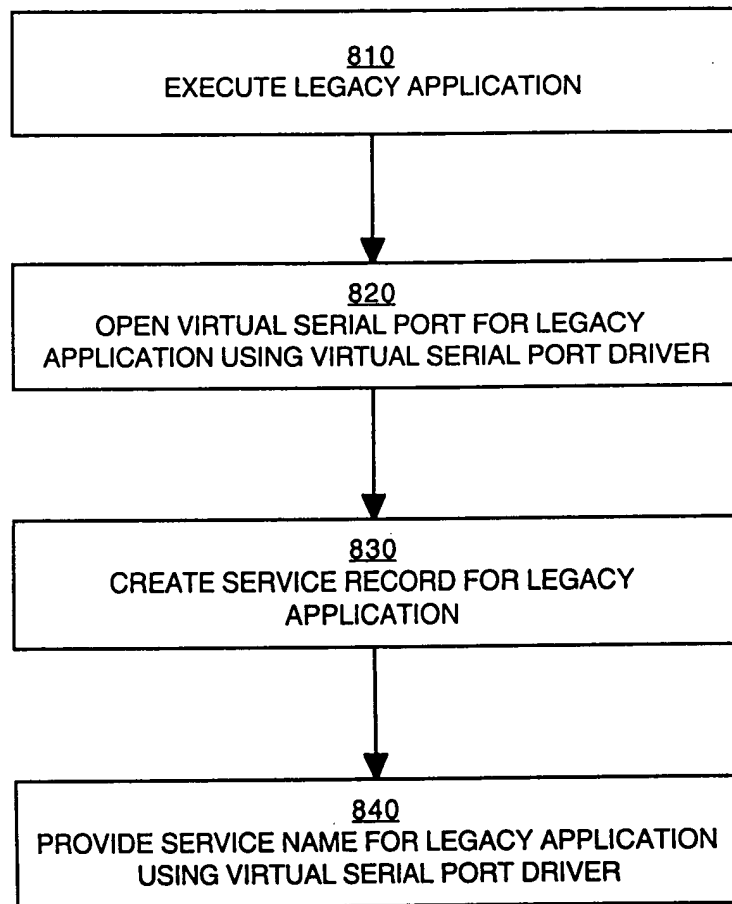 810
EXECUTE LEGACY APPLICATION
820
OPEN VIRTUAL SERIAL PORT FOR LEGACY
APPLICATION USING VIRTUAL SERIAL PORT DRIVER
830
CREATE SERVICE RECORD FOR LEGACY
APPLICATION
840
PROVIDE SERVICE NAME FOR LEGACY APPLICATION
USING VIRTUAL SERIAL PORT DRIVER